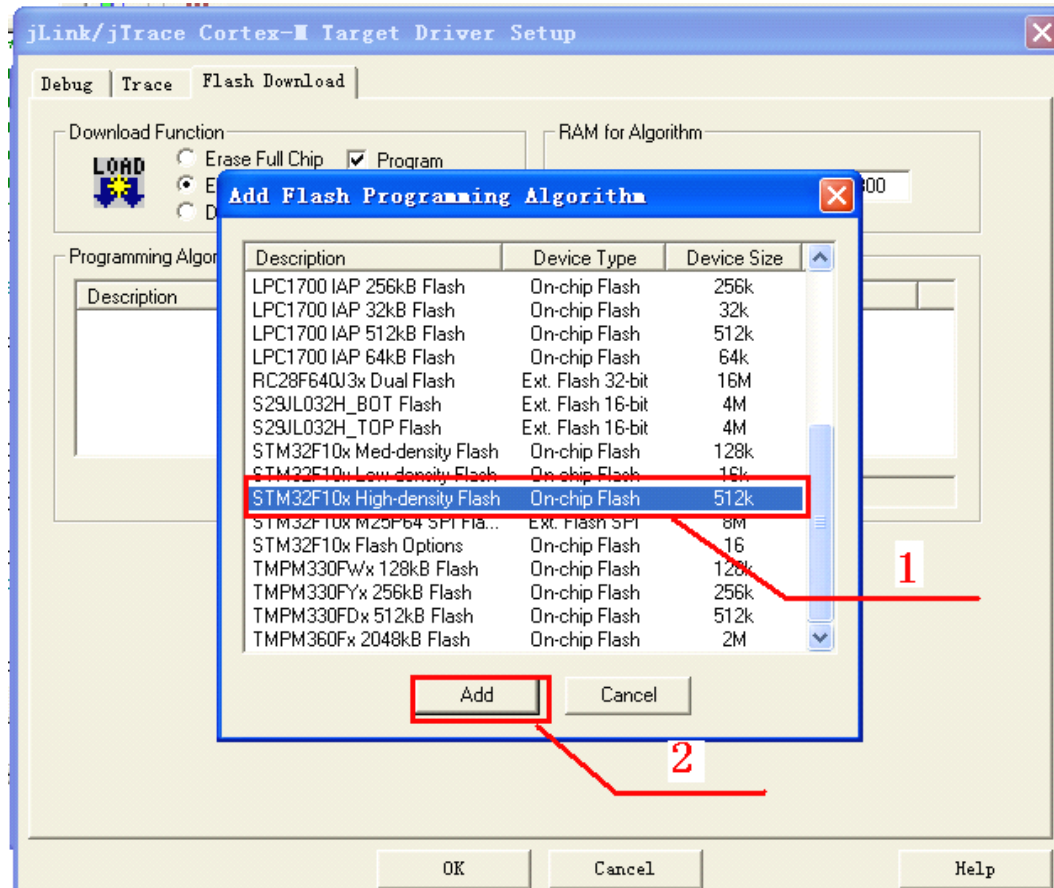 jLink/jTrace Cortex-M Target Driver Setup
Debug Trace Flash Download
Download Function RAM for Algorithm
LOAD
Erase Full Chip Program
E
D
Add Flash Programming Algorithm
Programming Algor
Description
Description Device Type Device Size
LPC1700 IAP 256kB Flash On-chip Flash 256k
LPC1700 IAP 32kB Flash On-chip Flash 32k
LPC1700 IAP 512kB Flash On-chip Flash 512k
LPC1700 IAP 64kB Flash On-chip Flash 64k
RC28F640J3x Dual Flash Ext. Flash 32-bit 16M
S29JL032H_BOT Flash Ext. Flash 16-bit 4M
S29JL032H_TOP Flash Ext. Flash 16-bit 4M
STM32F10x Med-density Flash On-chip Flash 128k
STM32F10x Low-density Flash On-chip Flash 16k
STM32F10x High-density Flash On-chip Flash 512k
STM32F10x M25P64 SPI Fla... Ext. Flash SPI 8M
STM32F10x Flash Options On-chip Flash 16
TMPM330FWx 128kB Flash On-chip Flash 128k
TMPM330FYx 256kB Flash On-chip Flash 256k
TMPM330FDx 512kB Flash On-chip Flash 512k
TMPM360Fx 2048kB Flash On-chip Flash 2M
1
Add Cancel
2
OK Cancel Help